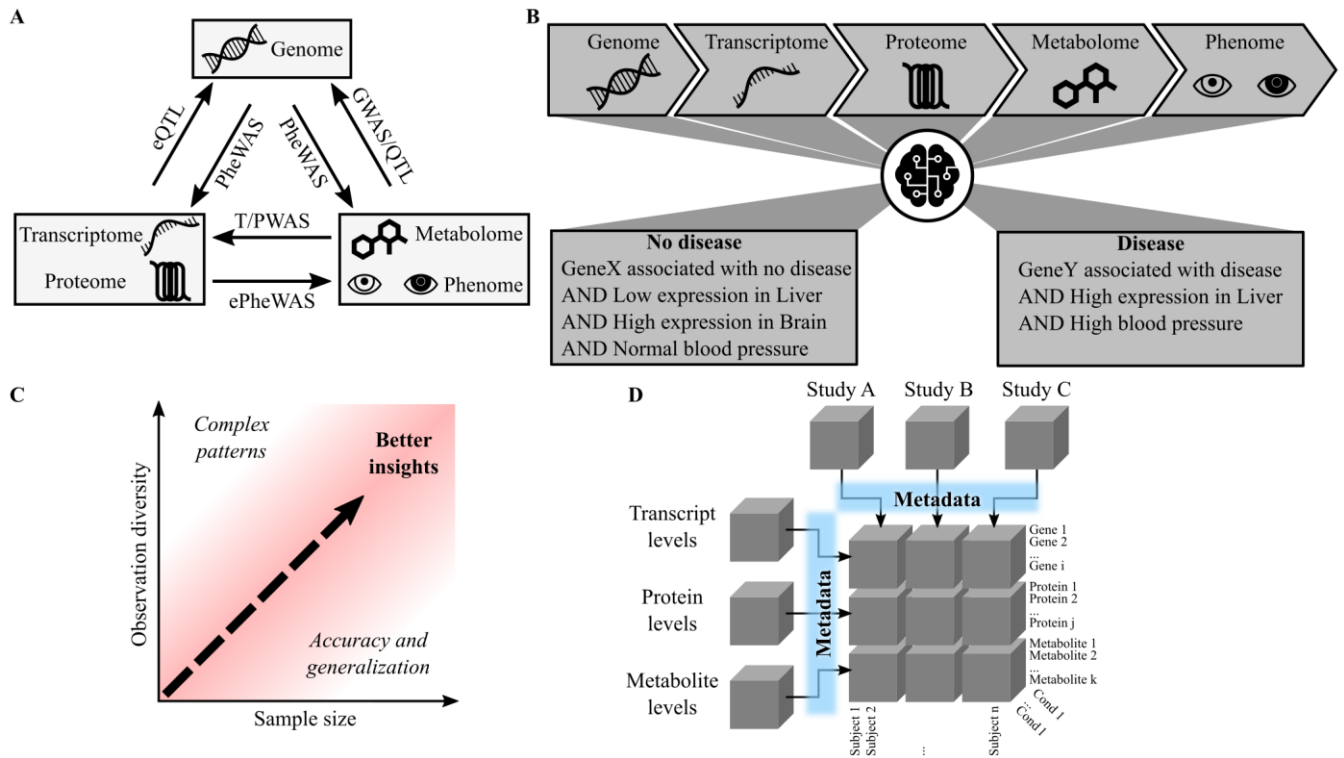 A
Genome
eQTL
PheWAS
PheWAS
GWAS/QTL
Transcriptome
Proteome
T/PWAS
ePheWAS
Metabolome
Phenome
B
Genome
Transcriptome
Proteome
Metabolome
Phenome
No disease
GeneX associated with no disease
AND Low expression in Liver
AND High expression in Brain
AND Normal blood pressure
Disease
GeneY associated with disease
AND High expression in Liver
AND High blood pressure
C
Observation diversity
Complex
patterns
Better
insights
Accuracy and
generalization
Sample size
D
Study A
Study B
Study C
Metadata
Transcript
levels
Protein
levels
Metabolite
levels
Metadata
Gene 1
Gene 2
...
Gene i
Protein 1
Protein 2
...
Protein j
Metabolite 1
Metabolite 2
...
Metabolite k
Cond 1
...
Cond l
Subject 1
Subject 2
...
Subject n